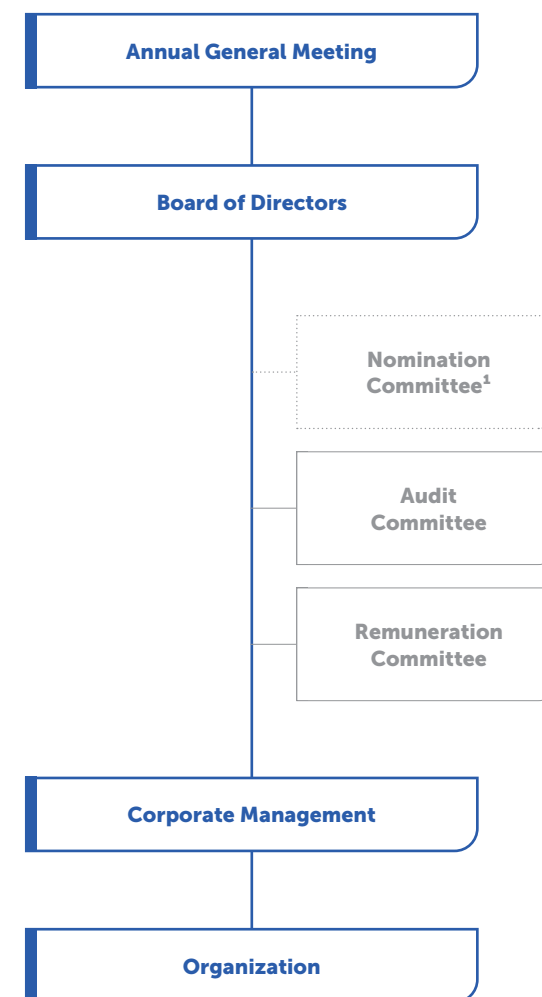 Annual General Meeting
Board of Directors
Nomination
Committee¹
Audit
Committee
Remuneration
Committee
Corporate Management
Organization